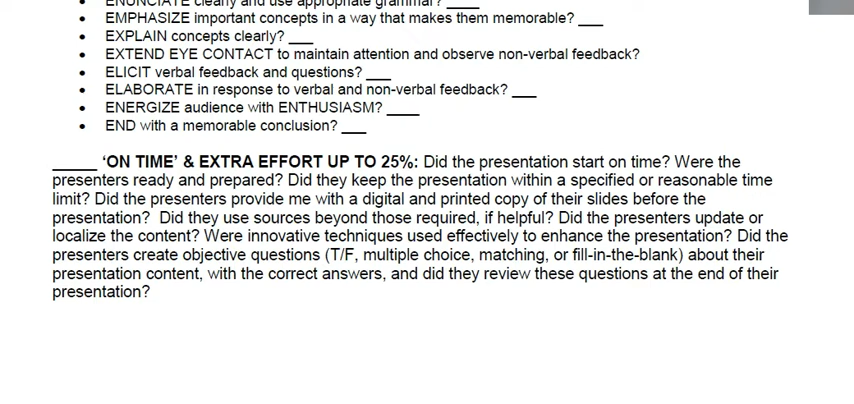 • ENUNCIATE clearly and use appropriate grammar? ____
• EMPHASIZE important concepts in a way that makes them memorable? ___
• EXPLAIN concepts clearly? ___
• EXTEND EYE CONTACT to maintain attention and observe non-verbal feedback?
• ELICIT verbal feedback and questions? ___
• ELABORATE in response to verbal and non-verbal feedback? ___
• ENERGIZE audience with ENTHUSIASM? ____
• END with a memorable conclusion? ___
_____ ‘ON TIME’ & EXTRA EFFORT UP TO 25%: Did the presentation start on time? Were the
presenters ready and prepared? Did they keep the presentation within a specified or reasonable time
limit? Did the presenters provide me with a digital and printed copy of their slides before the
presentation?  Did they use sources beyond those required, if helpful? Did the presenters update or
localize the content? Were innovative techniques used effectively to enhance the presentation? Did the
presenters create objective questions (T/F, multiple choice, matching, or fill-in-the-blank) about their
presentation content, with the correct answers, and did they review these questions at the end of their
presentation?